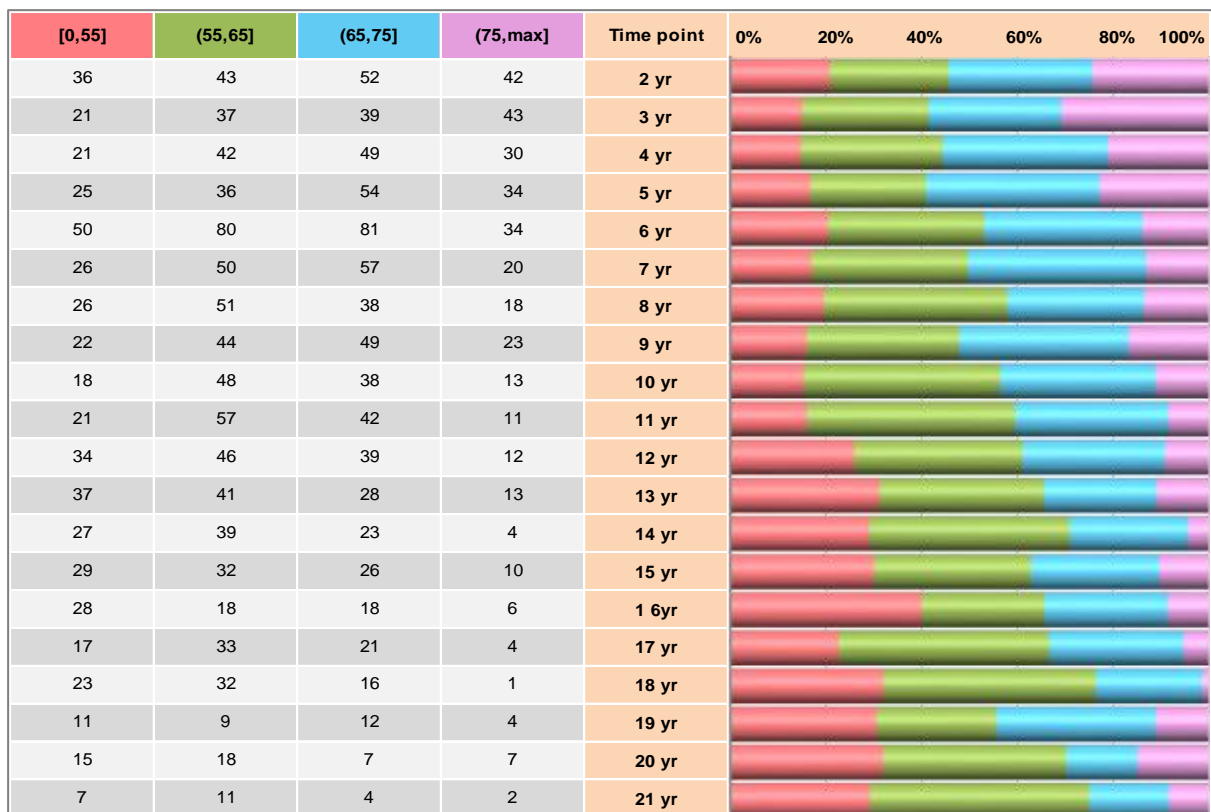 [0,55] (55,65] (65,75] (75,max] Time point 0% 20% 40% 60% 80% 100%
36 43 52 42 2 yr
21 37 39 43 3 yr
21 42 49 30 4 yr
25 36 54 34 5 yr
50 80 81 34 6 yr
26 50 57 20 7 yr
26 51 38 18 8 yr
22 44 49 23 9 yr
18 48 38 13 10 yr
21 57 42 11 11 yr
34 46 39 12 12 yr
37 41 28 13 13 yr
27 39 23 4 14 yr
29 32 26 10 15 yr
28 18 18 6 1 6yr
17 33 21 4 17 yr
23 32 16 1 18 yr
11 9 12 4 19 yr
15 18 7 7 20 yr
7 11 4 2 21 yr